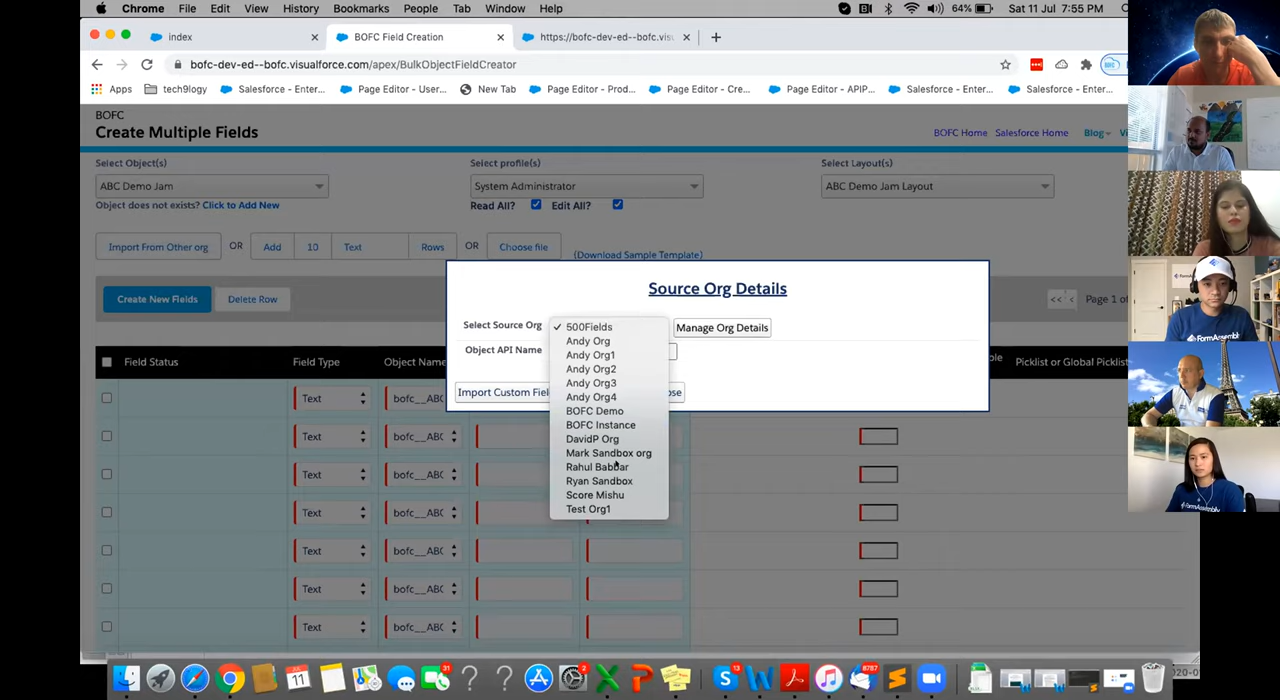 Chrome File Edit View History Bookmarks People Tab Window Help 64% Sat 11 Jul 7:55 PM
index BOFC Field Creation https://bofc-dev-ed--bofc.vis
bofc-dev-ed--bofc.visualforce.com/apex/BulkObjectFieldCreator
Apps tech9logy Salesforce - Enter... Page Editor - User... New Tab Page Editor - Prod... Page Editor - Cre... Page Editor - APIP... Salesforce - Enter... Salesforce - Enter...
BOFC
Create Multiple Fields
BOFC Home Salesforce Home Blog
Select Object(s) Select profile(s) Select Layout(s)
ABC Demo Jam System Administrator ABC Demo Jam Layout
Object does not exists? Click to Add New Read All? Edit All?
Import From Other org OR Add 10 Text Rows OR Choose file (Download Sample Template)
Source Org Details
Create New Fields Delete Row << < Page 1 of
Select Source Org 500Fields Manage Org Details
Andy Org
Object API Name Andy Org1
Andy Org2
Andy Org3
Import Custom Fiel Andy Org4
BOFC Demo
BOFC Instance
DavidP Org
Mark Sandbox org
Rahul Babbar
Ryan Sandbox
Score Mishu
Test Org1
Field Status Field Type Object Name Picklist or Global Picklist
Text bofc__ABC
Text bofc__ABC
Text bofc__ABC
Text bofc__ABC
Text bofc__ABC
Text bofc__ABC
Text bofc__ABC
11 31 2 13 8787
FormAssembly
FormAssembly